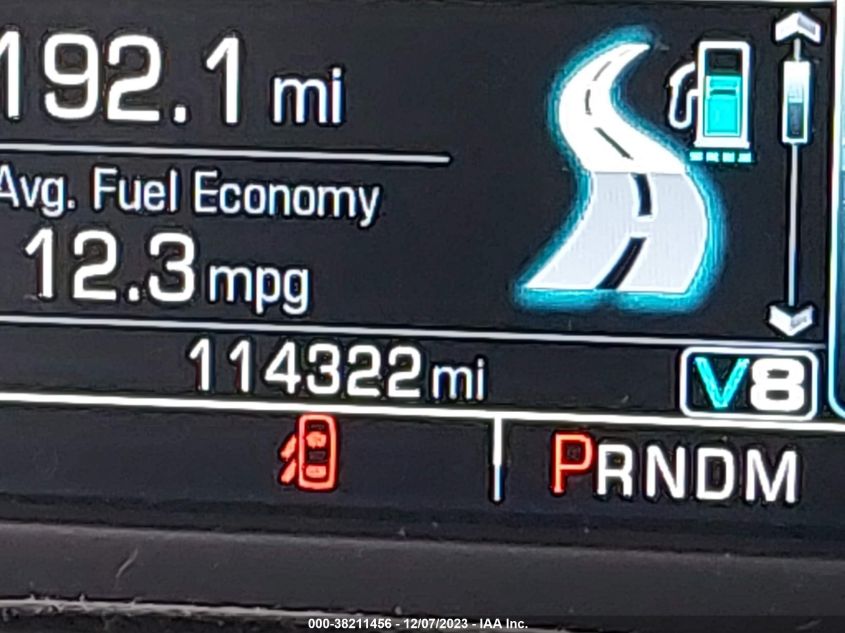 192.1 mi
Avg. Fuel Economy
12.3 mpg
114322 mi
V8
PRNDM
000-38211456 - 12/07/2023 - IAA Inc.